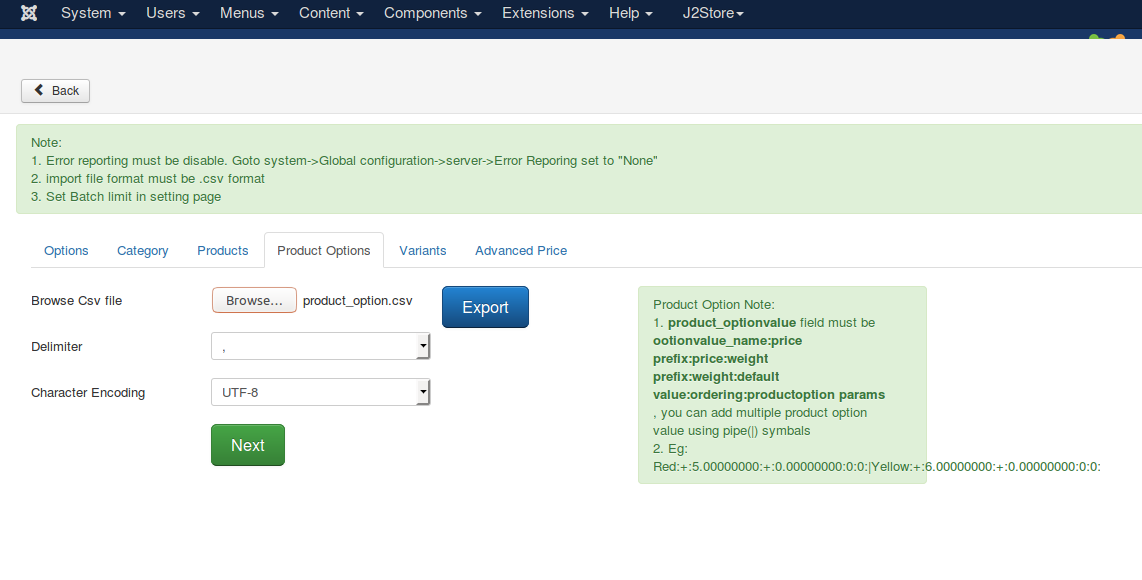 System Users Menus Content Components Extensions Help J2Store
Back
Note:
1. Error reporting must be disable. Goto system->Global configuration->server->Error Reporing set to "None"
2. import file format must be .csv format
3. Set Batch limit in setting page
Options Category Products Product Options Variants Advanced Price
Browse Csv file Browse... product_option.csv Export
Delimiter ,
Character Encoding UTF-8
Next
Product Option Note:
1. product_optionvalue field must be
ootionvalue_name:price
prefix:price:weight
prefix:weight:default
value:ordering:productoption params
, you can add multiple product option
value using pipe(|) symbals
2. Eg:
Red:+:5.00000000:+:0.00000000:0:0:|Yellow:+:6.00000000:+:0.00000000:0:0: